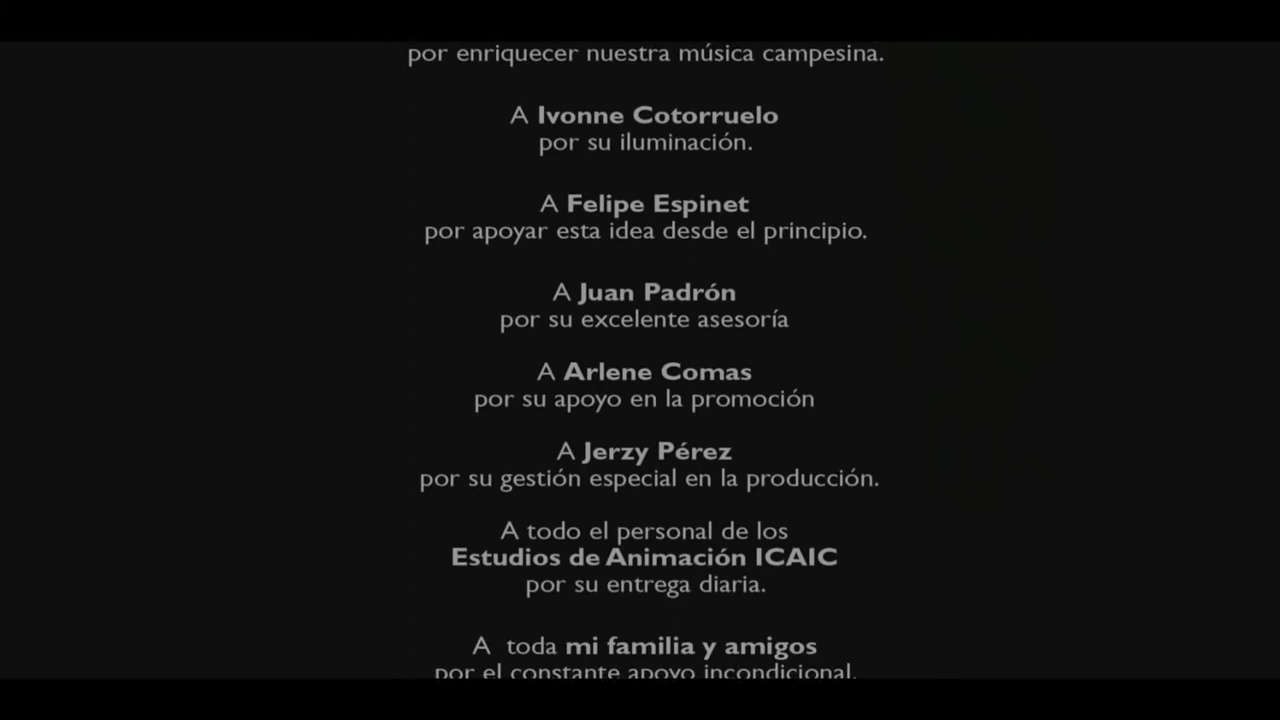 por enriquecer nuestra música campesina.
A Ivonne Cotorruelo
por su iluminación.
A Felipe Espinet
por apoyar esta idea desde el principio.
A Juan Padrón
por su excelente asesoría
A Arlene Comas
por su apoyo en la promoción
A Jerzy Pérez
por su gestión especial en la producción.
A todo el personal de los
Estudios de Animación ICAIC
por su entrega diaria.
A toda mi familia y amigos
por el constante apoyo incondicional.